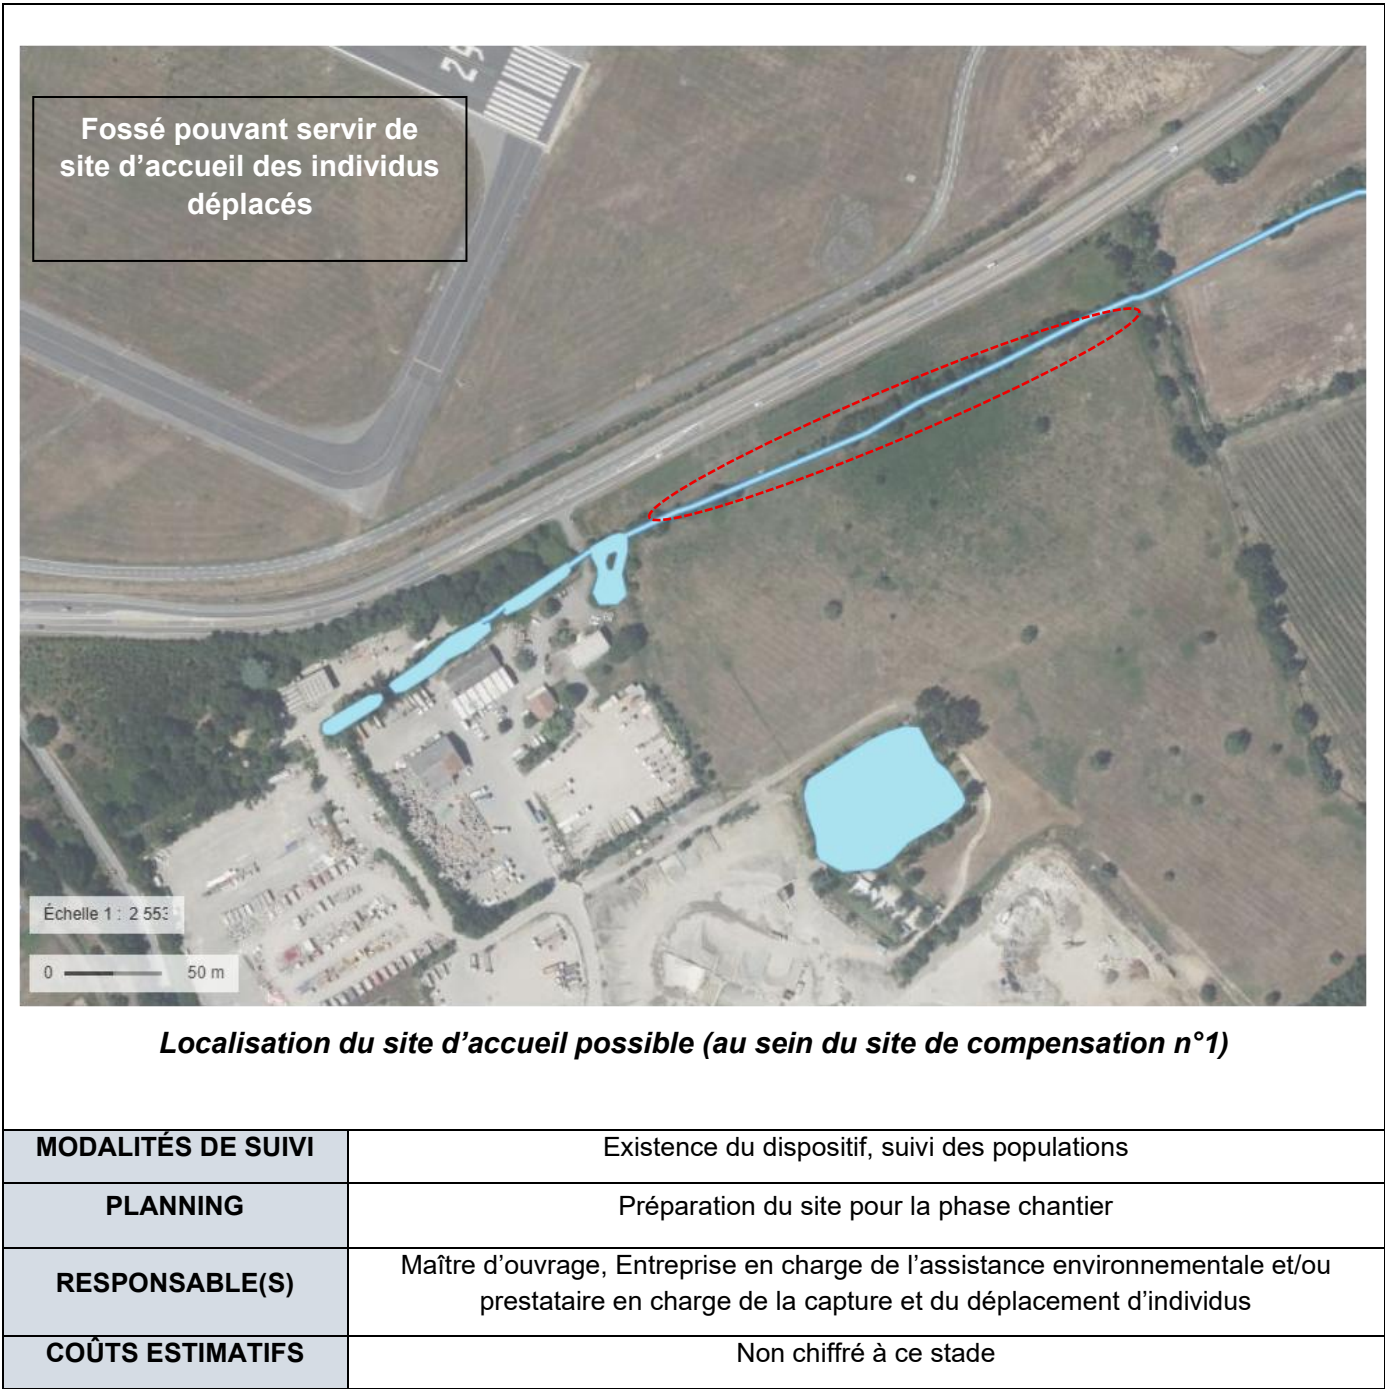 25
Fossé pouvant servir de
site d'accueil des individus
déplacés
Échelle 1 : 2 553
0 50 m
Localisation du site d'accueil possible (au sein du site de compensation n°1)
MODALITÉS DE SUIVI
Existence du dispositif, suivi des populations
PLANNING
Préparation du site pour la phase chantier
RESPONSABLE(S)
Maître d'ouvrage, Entreprise en charge de l'assistance environnementale et/ou
prestataire en charge de la capture et du déplacement d'individus
COÛTS ESTIMATIFS
Non chiffré à ce stade